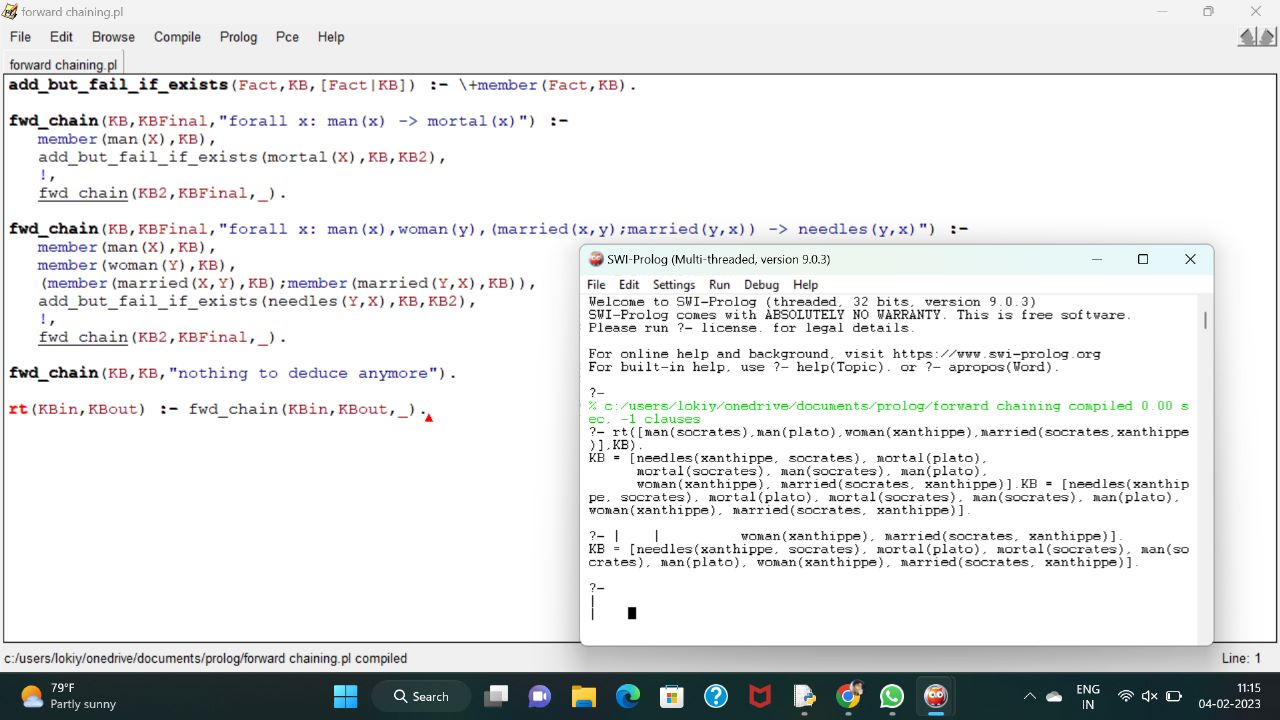 forward chaining.pl
File Edit Browse Compile Prolog Pce Help
forward chaining.pl
add_but_fail_if_exists(Fact,KB,[Fact|KB]) :- \+member(Fact,KB).
fwd_chain(KB,KBFinal,"forall x: man(x) -> mortal(x)") :-
member(man(X),KB),
add_but_fail_if_exists(mortal(X),KB,KB2),
!,
fwd_chain(KB2,KBFinal,_).
fwd_chain(KB,KBFinal,"forall x: man(x),woman(y),(married(x,y);married(y,x)) -> needles(y,x)") :-
member(man(X),KB),
member(woman(Y),KB),
(member(married(X,Y),KB);member(married(Y,X),KB)),
add_but_fail_if_exists(needles(Y,X),KB,KB2),
!,
fwd_chain(KB2,KBFinal,_).
fwd_chain(KB,KB,"nothing to deduce anymore").
rt(KBin,KBout) :- fwd_chain(KBin,KBout,_).
SWI-Prolog (Multi-threaded, version 9.0.3)
File Edit Settings Run Debug Help
Welcome to SWI-Prolog (threaded, 32 bits, version 9.0.3)
SWI-Prolog comes with ABSOLUTELY NO WARRANTY. This is free software.
Please run ?- license. for legal details.
For online help and background, visit https://www.swi-prolog.org
For built-in help, use ?- help(Topic). or ?- apropos(Word).
?-
% c:/users/lokiy/onedrive/documents/prolog/forward chaining compiled 0.00 s
ec, -1 clauses
?- rt([man(socrates),man(plato),woman(xanthippe),married(socrates,xanthippe
)],KB).
KB = [needles(xanthippe, socrates), mortal(plato),
mortal(socrates), man(socrates), man(plato),
woman(xanthippe), married(socrates, xanthippe)].KB = [needles(xanthip
pe, socrates), mortal(plato), mortal(socrates), man(socrates), man(plato),
woman(xanthippe), married(socrates, xanthippe)].
?- | | woman(xanthippe), married(socrates, xanthippe)].
KB = [needles(xanthippe, socrates), mortal(plato), mortal(socrates), man(so
crates), man(plato), woman(xanthippe), married(socrates, xanthippe)].
?-
|
|
c:/users/lokiy/onedrive/documents/prolog/forward chaining.pl compiled
Line: 1
79°F
Partly sunny
Search
ENG
IN
11:15
04-02-2023